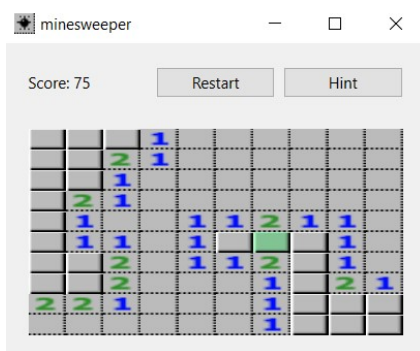 minesweeper
Score: 75 Restart Hint
1
2 1
1
2 1
1 1 1 2 1 1
1 1 1 1
2 1 1 2 1
2 1 2 1
2 2 1 1
1